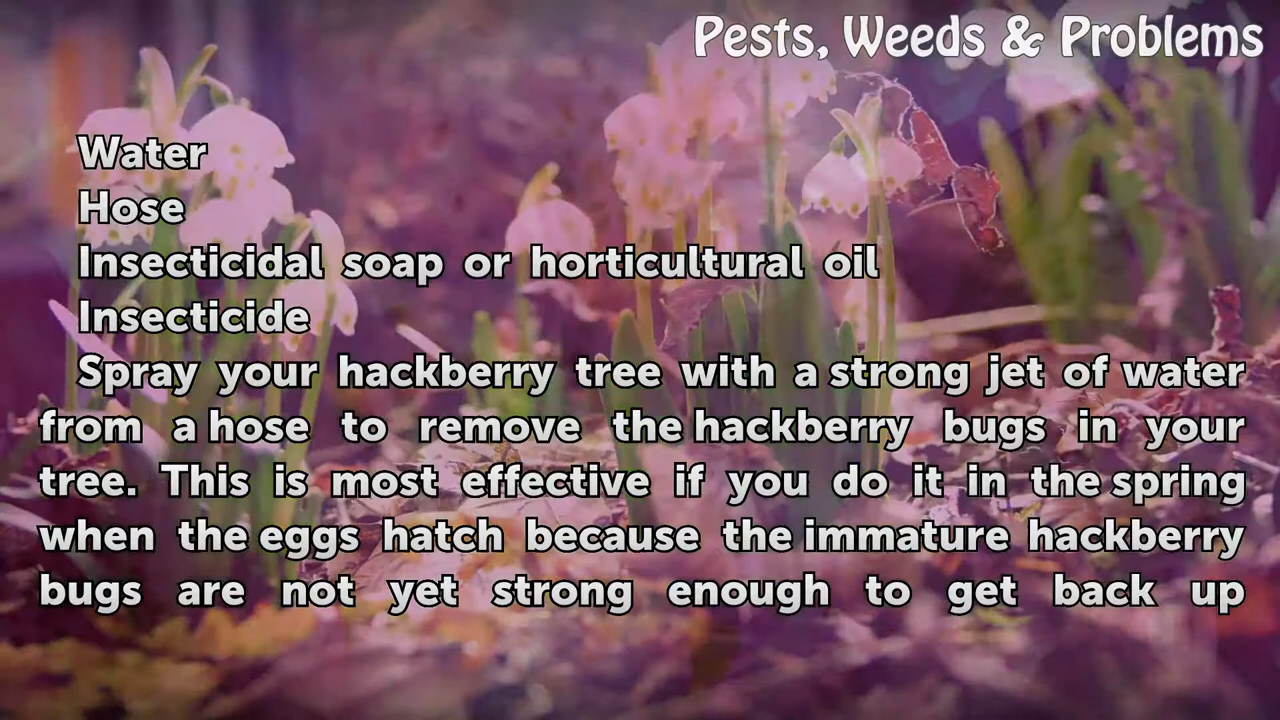 Pests, Weeds & Problems
Water
Hose
Insecticidal soap or horticultural oil
Insecticide
Spray your hackberry tree with a strong jet of water
from a hose to remove the hackberry bugs in your
tree. This is most effective if you do it in the spring
when the eggs hatch because the immature hackberry
bugs are not yet strong enough to get back up